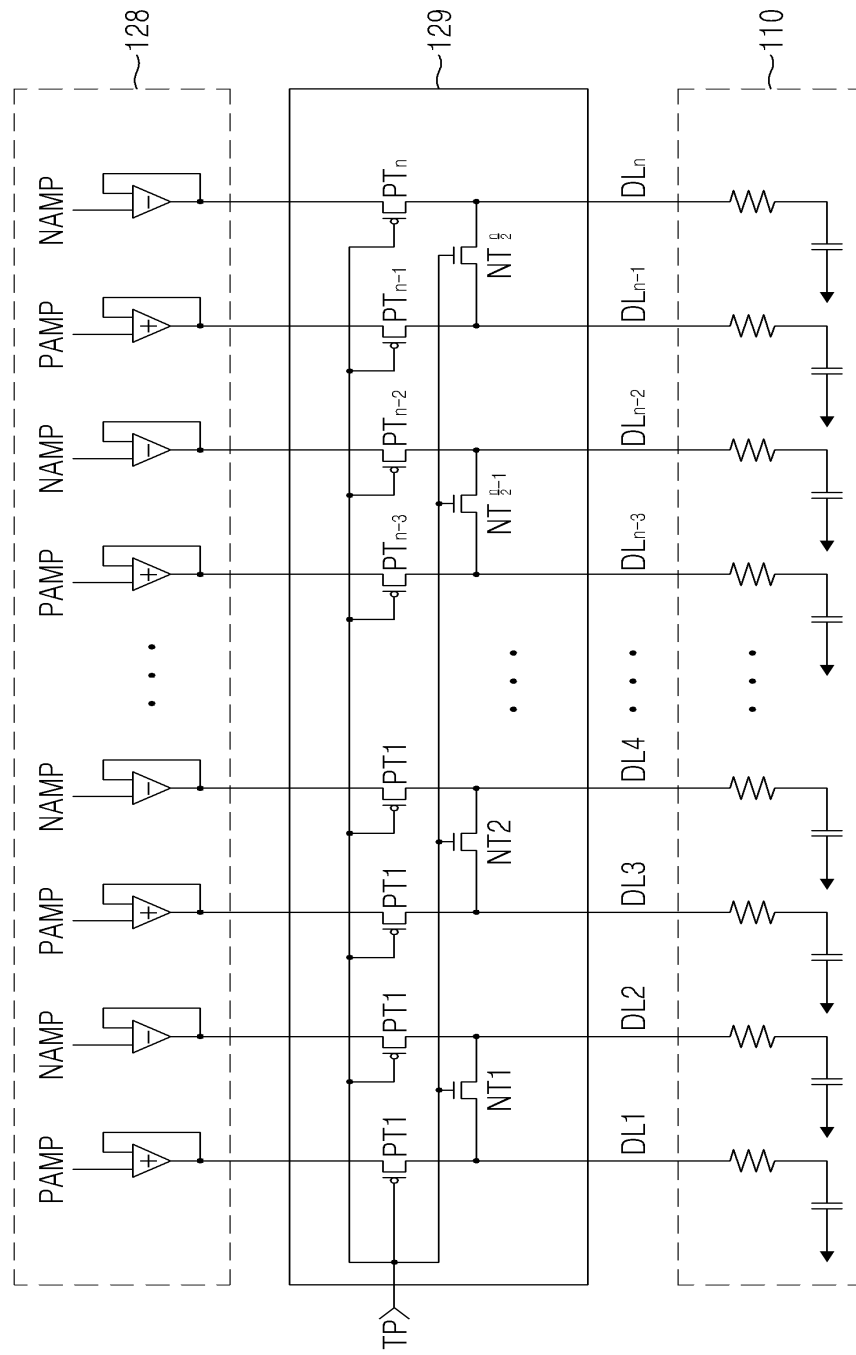 128
129
110
PAMP NAMP PAMP NAMP PAMP NAMP PAMP NAMP
+ − + − + − + −
PT1 PT1 PT1 PT1 PTn-3 PTn-2 PTn-1 PTn
TP
NT1 NT2 NT n/2-1 NT n/2
DL1 DL2 DL3 DL4 DLn-3 DLn-2 DLn-1 DLn